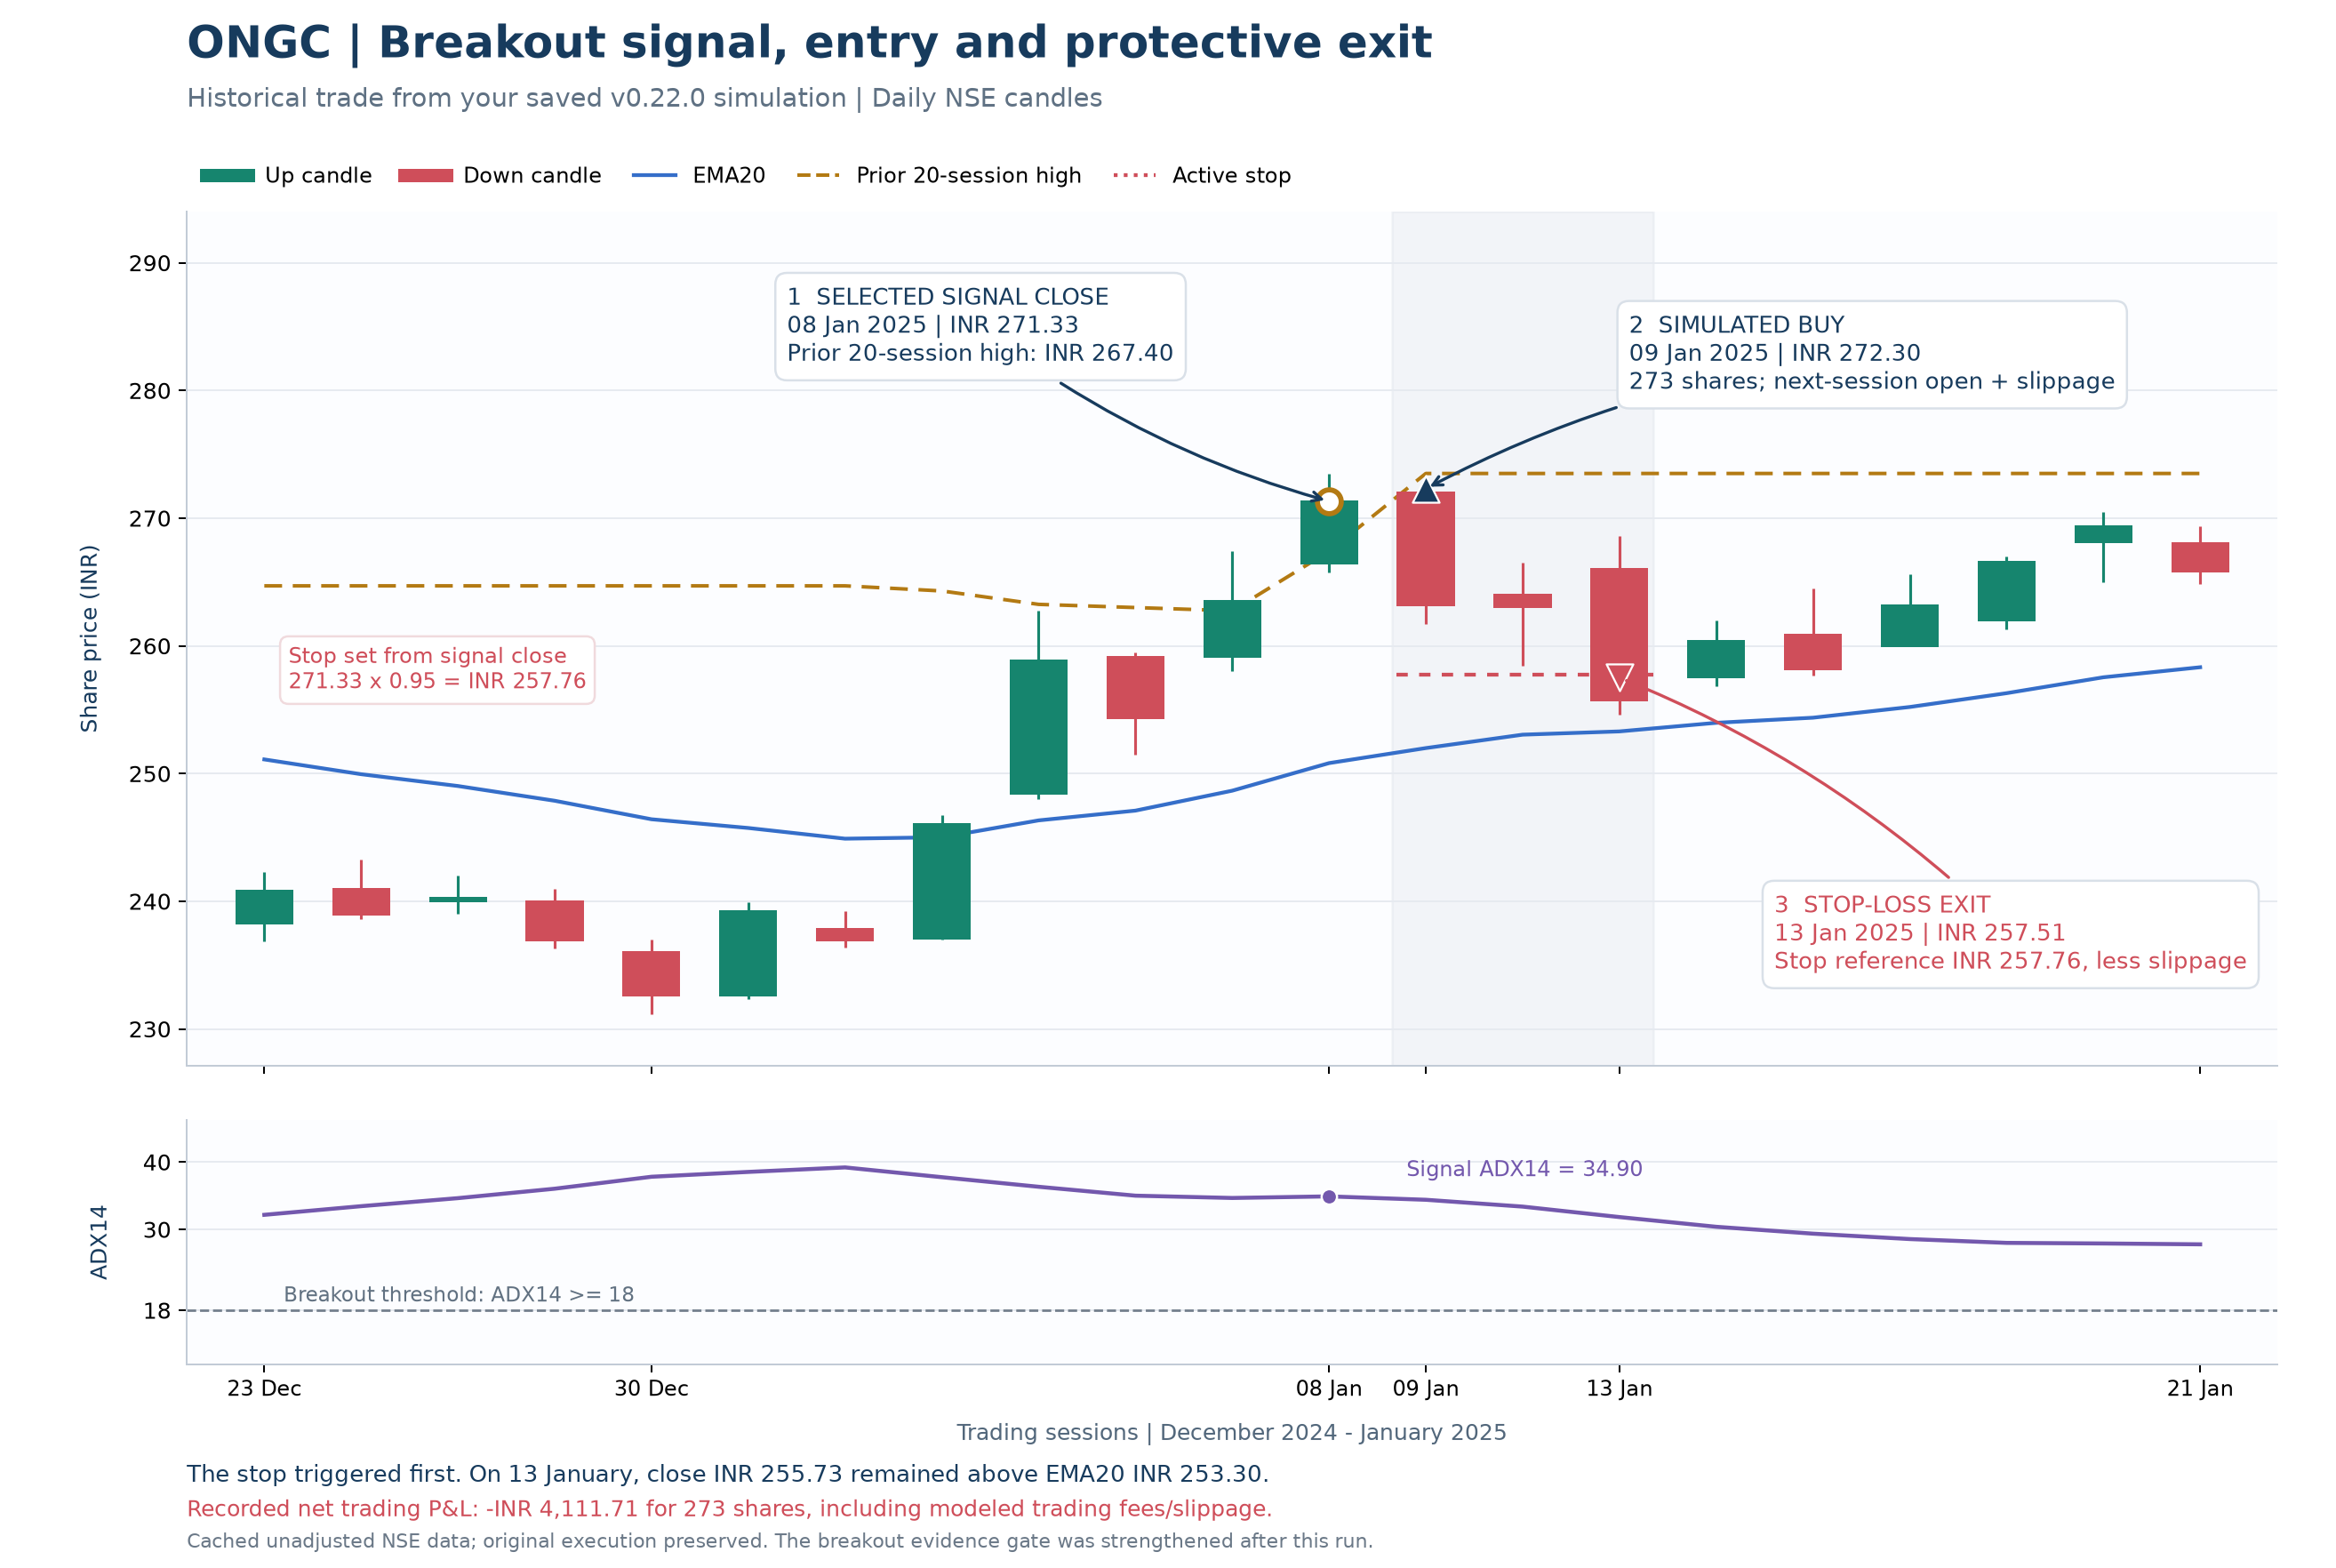 ONGC | Breakout signal, entry and protective exit
Historical trade from your saved v0.22.0 simulation | Daily NSE candles
Up candle
Down candle
EMA20
Prior 20-session high
Active stop
Share price (INR)
290
280
270
260
250
240
230
1 SELECTED SIGNAL CLOSE
08 Jan 2025 | INR 271.33
Prior 20-session high: INR 267.40
2 SIMULATED BUY
09 Jan 2025 | INR 272.30
273 shares; next-session open + slippage
Stop set from signal close
271.33 x 0.95 = INR 257.76
3 STOP-LOSS EXIT
13 Jan 2025 | INR 257.51
Stop reference INR 257.76, less slippage
ADX14
40
30
18
Signal ADX14 = 34.90
Breakout threshold: ADX14 >= 18
23 Dec
30 Dec
08 Jan
09 Jan
13 Jan
21 Jan
Trading sessions | December 2024 - January 2025
The stop triggered first. On 13 January, close INR 255.73 remained above EMA20 INR 253.30.
Recorded net trading P&L: -INR 4,111.71 for 273 shares, including modeled trading fees/slippage.
Cached unadjusted NSE data; original execution preserved. The breakout evidence gate was strengthened after this run.